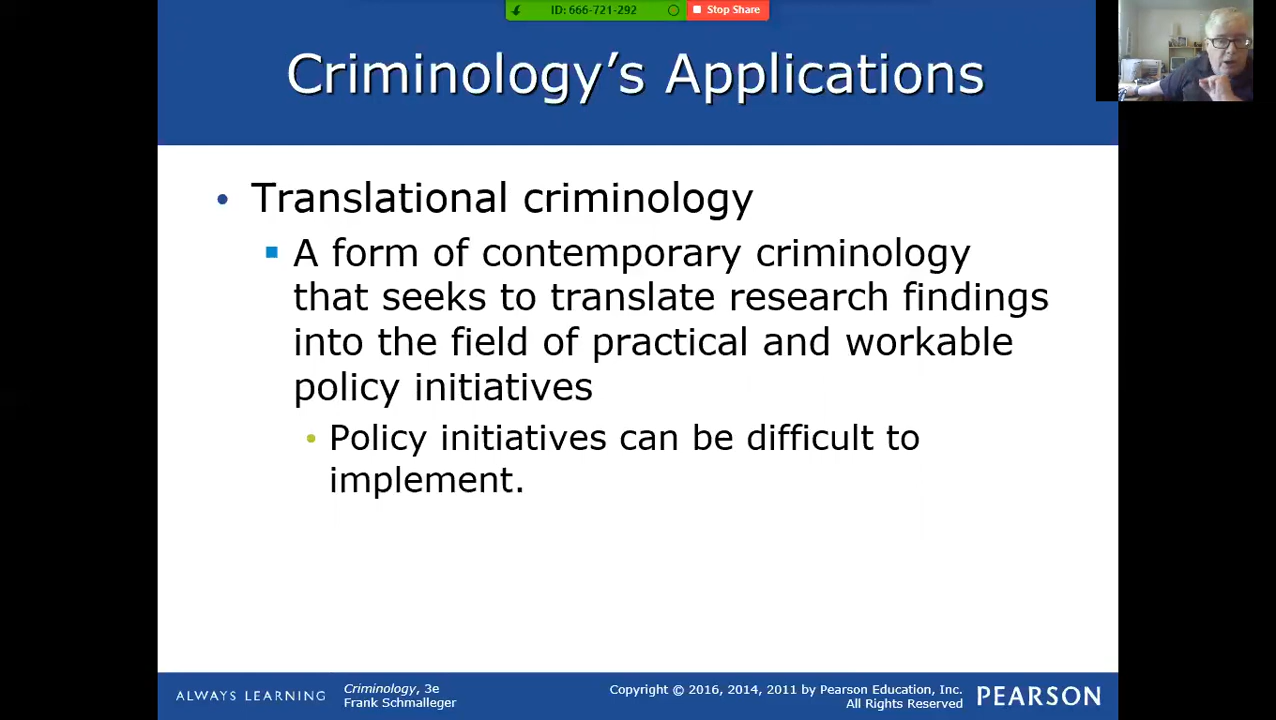 ID: 666-721-292
Stop Share
Criminology’s Applications
• Translational criminology
▪ A form of contemporary criminology
that seeks to translate research findings
into the field of practical and workable
policy initiatives
• Policy initiatives can be difficult to
implement.
ALWAYS LEARNING
Criminology, 3e
Frank Schmalleger
Copyright © 2016, 2014, 2011 by Pearson Education, Inc.
All Rights Reserved
PEARSON